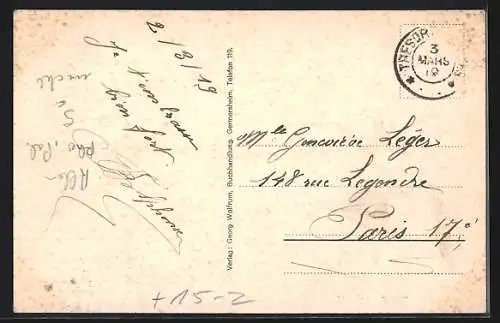 2/3/19
Je t'embrasse
bien fort
Verlag: Georg Wolfrum, Buchhandlung, Germersheim, Telefon 119.
TRESOR
3
MARS
19
Mlle Geneviève Léger
148 rue Legendre
Paris 17e
+ 15-2